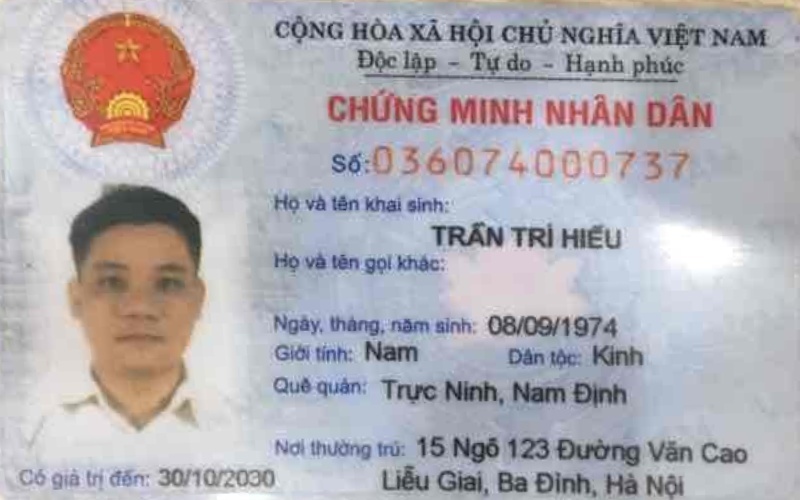 CỘNG HÒA XÃ HỘI CHỦ NGHĨA VIỆT NAM
Độc lập - Tự do - Hạnh phúc
CHỨNG MINH NHÂN DÂN
Số: 036074000737
Họ và tên khai sinh:
TRẦN TRÍ HIẾU
Họ và tên gọi khác:
Ngày, tháng, năm sinh: 08/09/1974
Giới tính: Nam Dân tộc: Kinh
Quê quán: Trực Ninh, Nam Định
Nơi thường trú: 15 Ngõ 123 Đường Văn Cao
Liễu Giai, Ba Đình, Hà Nội
Có giá trị đến: 30/10/2030